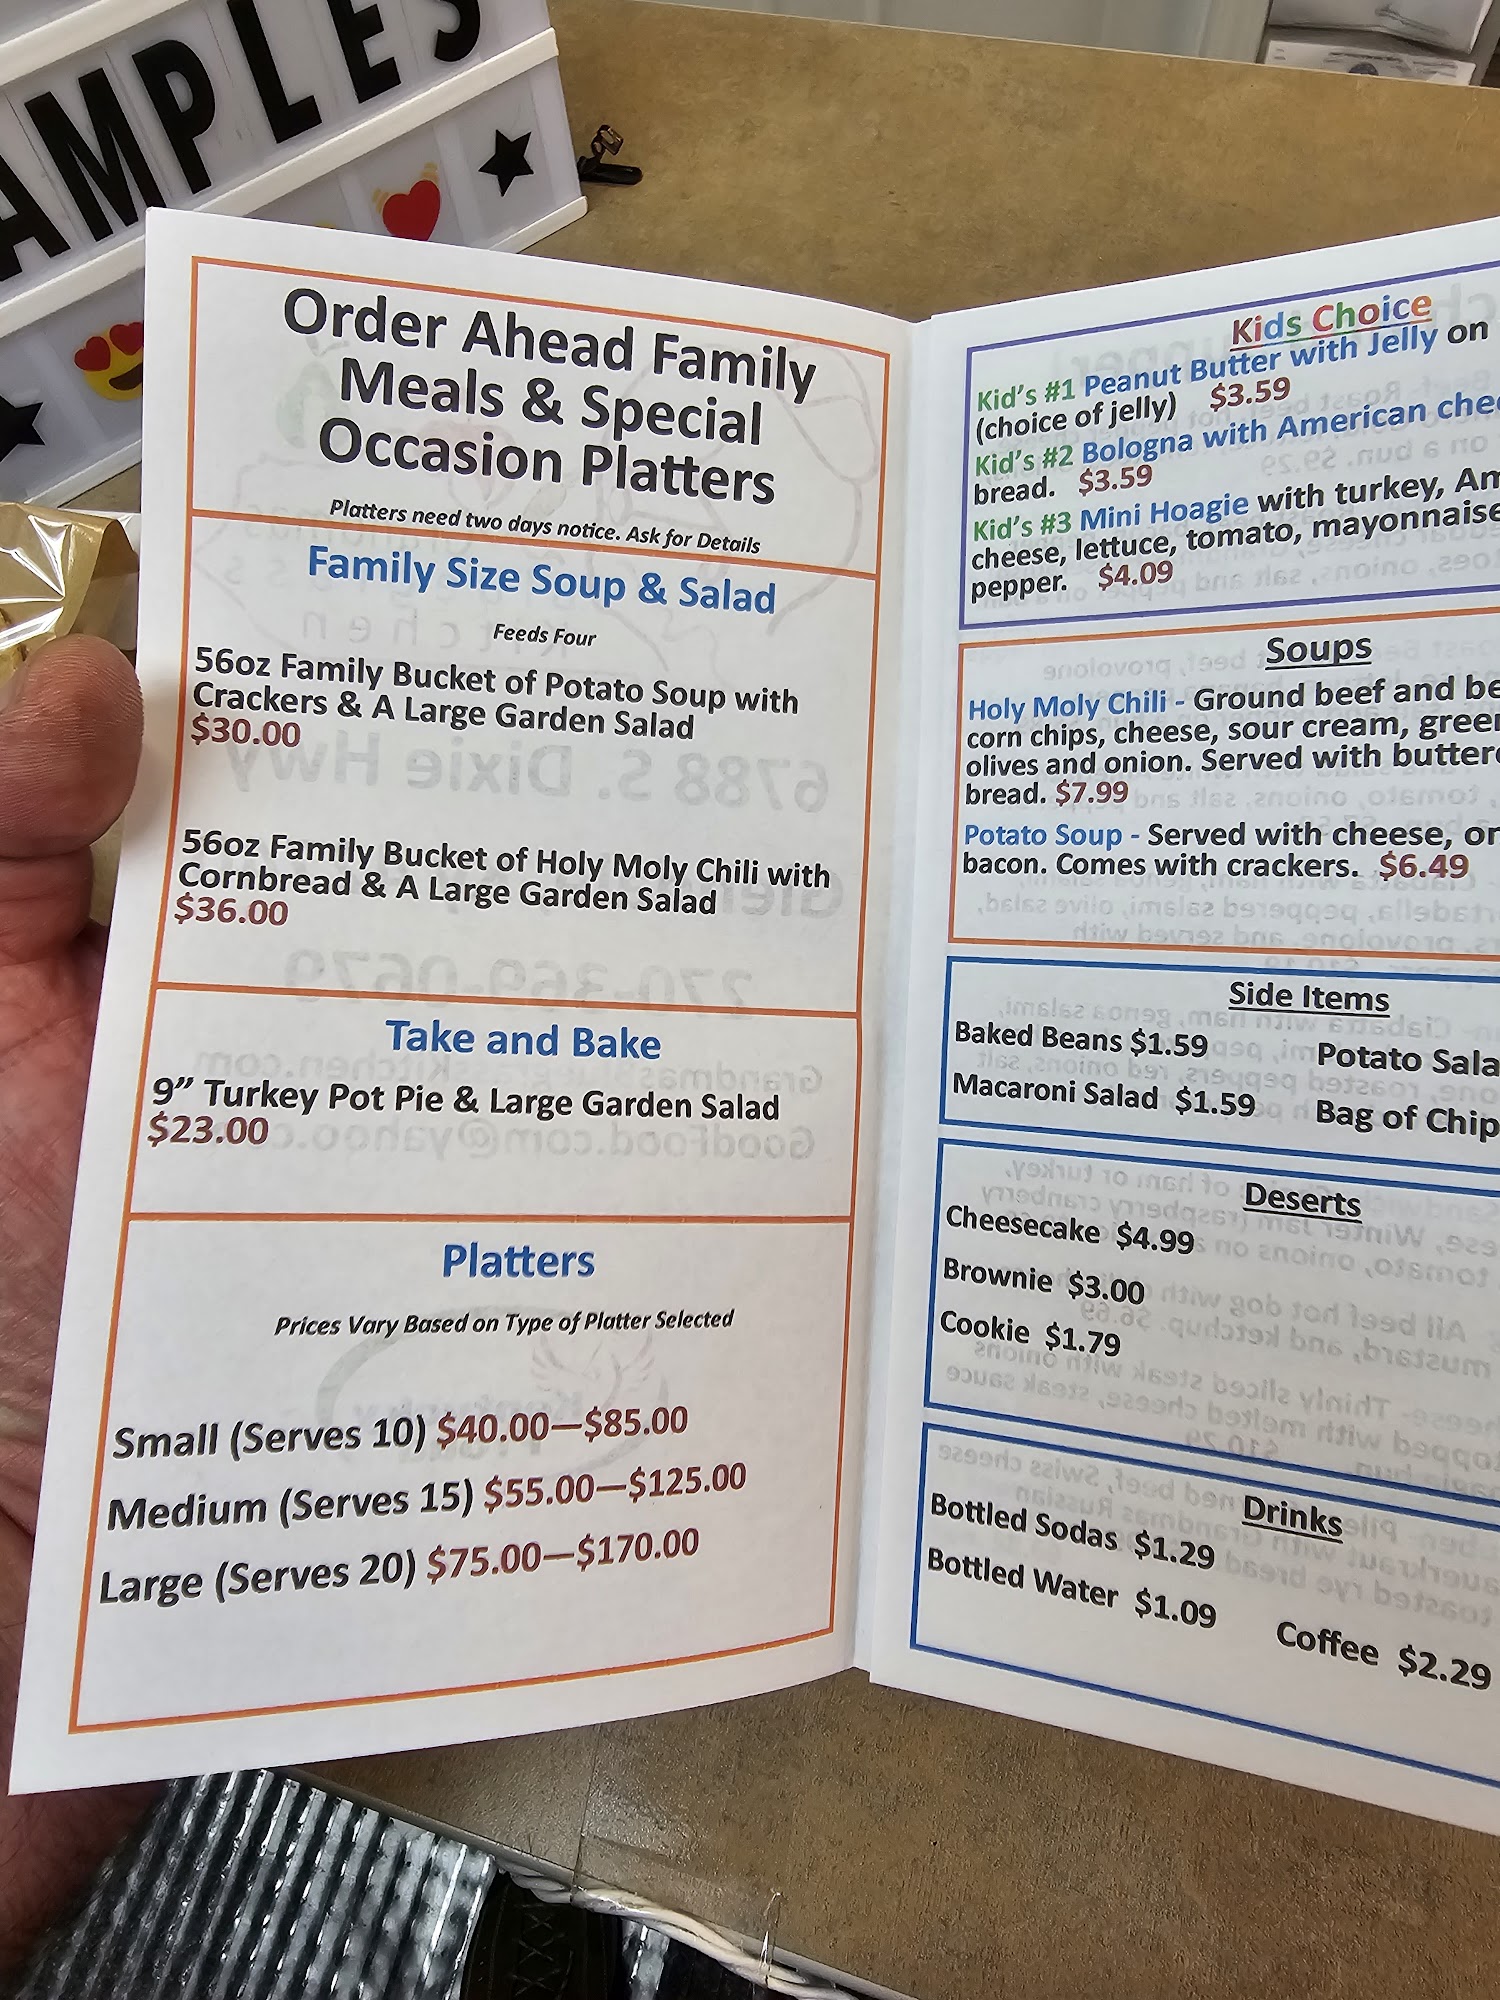 AMPLES
Order Ahead Family
Meals & Special
Occasion Platters
Platters need two days notice. Ask for Details
Family Size Soup & Salad
Feeds Four
56oz Family Bucket of Potato Soup with
Crackers & A Large Garden Salad
$30.00
56oz Family Bucket of Holy Moly Chili with
Cornbread & A Large Garden Salad
$36.00
Take and Bake
9” Turkey Pot Pie & Large Garden Salad
$23.00
Platters
Prices Vary Based on Type of Platter Selected
Small (Serves 10) $40.00—$85.00
Medium (Serves 15) $55.00—$125.00
Large (Serves 20) $75.00—$170.00
Kids Choice
Kid’s #1 Peanut Butter with Jelly on
(choice of jelly) $3.59
Kid’s #2 Bologna with American chee
bread. $3.59
Kid’s #3 Mini Hoagie with turkey, Am
cheese, lettuce, tomato, mayonnaise
pepper. $4.09
Soups
Holy Moly Chili - Ground beef and be
corn chips, cheese, sour cream, green
olives and onion. Served with buttere
bread. $7.99
Potato Soup - Served with cheese, on
bacon. Comes with crackers. $6.49
Side Items
Baked Beans $1.59 Potato Sala
Macaroni Salad $1.59 Bag of Chip
Deserts
Cheesecake $4.99
Brownie $3.00
Cookie $1.79
Drinks
Bottled Sodas $1.29
Bottled Water $1.09 Coffee $2.29